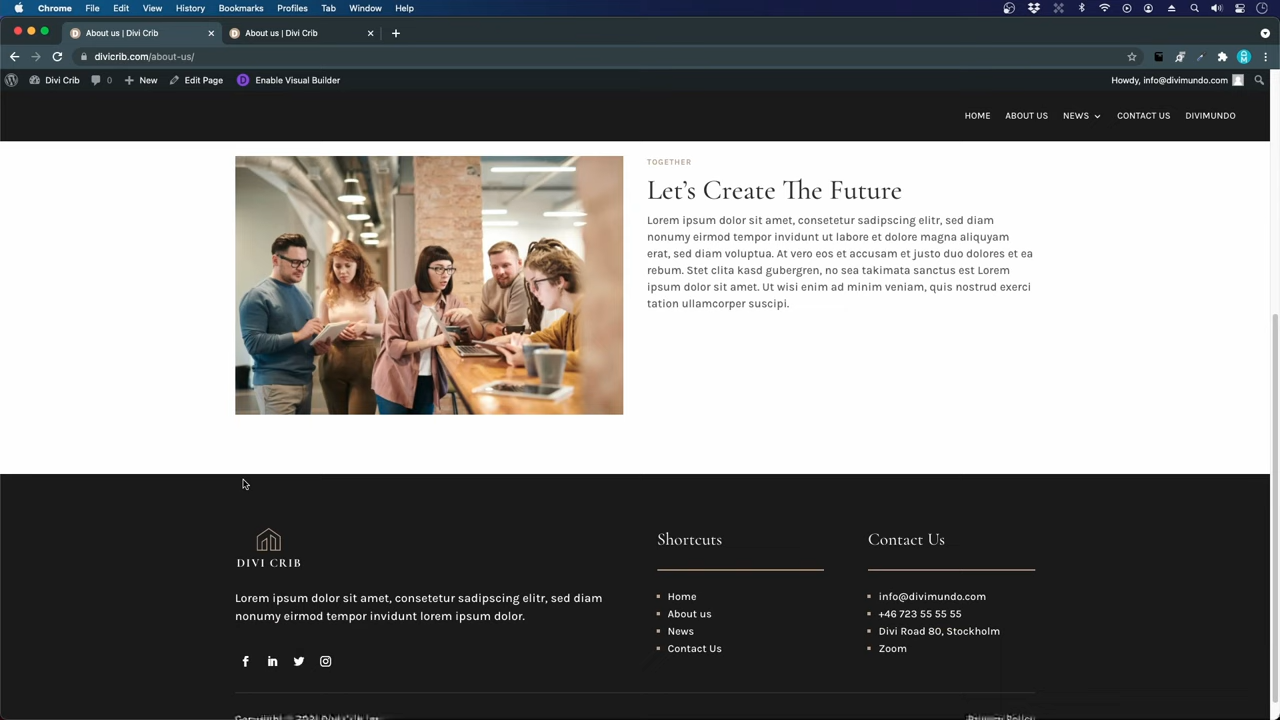 Chrome File Edit View History Bookmarks Profiles Tab Window Help
About us | Divi Crib
About us | Divi Crib
divicrib.com/about-us/
Divi Crib 0 New Edit Page Enable Visual Builder Howdy, info@divimundo.com
HOME ABOUT US NEWS CONTACT US DIVIMUNDO
TOGETHER
Let’s Create The Future
Lorem ipsum dolor sit amet, consetetur sadipscing elitr, sed diam
nonumy eirmod tempor invidunt ut labore et dolore magna aliquyam
erat, sed diam voluptua. At vero eos et accusam et justo duo dolores et ea
rebum. Stet clita kasd gubergren, no sea takimata sanctus est Lorem
ipsum dolor sit amet. Ut wisi enim ad minim veniam, quis nostrud exerci
tation ullamcorper suscipi.
DIVI CRIB
Lorem ipsum dolor sit amet, consetetur sadipscing elitr, sed diam
nonumy eirmod tempor invidunt lorem ipsum dolor.
Shortcuts
Home
About us
News
Contact Us
Contact Us
info@divimundo.com
+46 723 55 55 55
Divi Road 80, Stockholm
Zoom